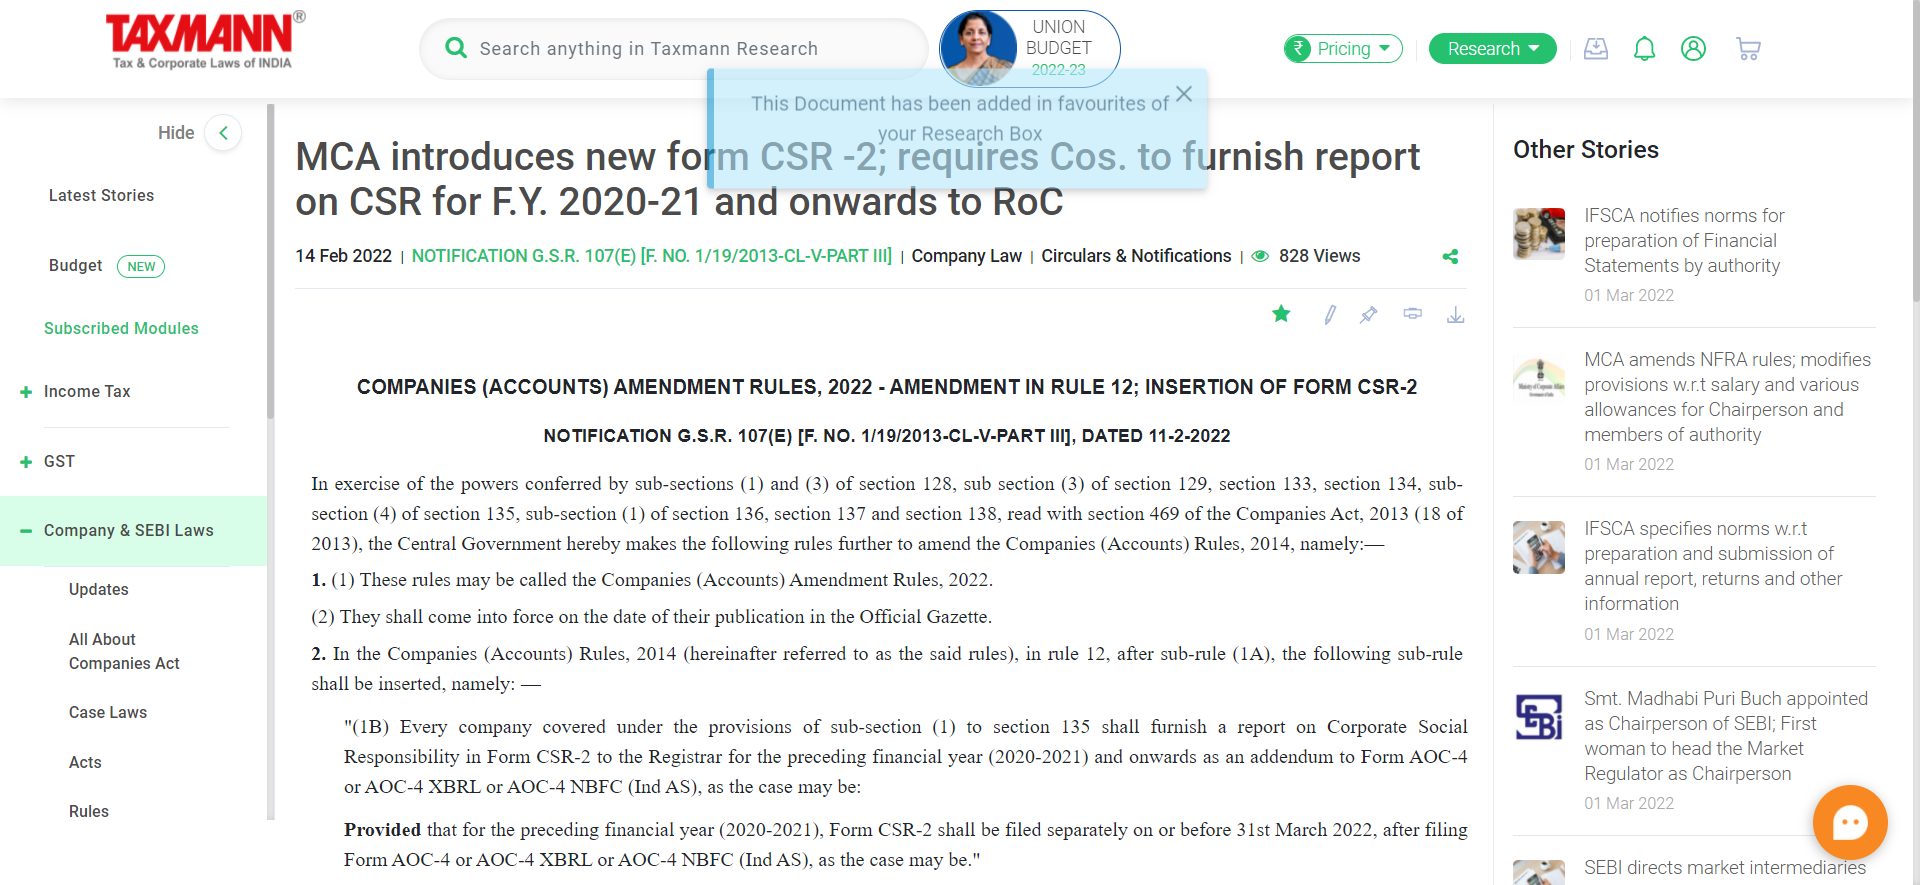 TAXMANN®
Tax & Corporate Laws of INDIA
Search anything in Taxmann Research
UNION
BUDGET
2022-23
₹ Pricing
Research
This Document has been added in favourites of
your Research Box
Hide
Latest Stories
Budget NEW
Subscribed Modules
Income Tax
GST
Company & SEBI Laws
Updates
All About
Companies Act
Case Laws
Acts
Rules
MCA introduces new form CSR -2; requires Cos. to furnish report
on CSR for F.Y. 2020-21 and onwards to RoC
14 Feb 2022 | NOTIFICATION G.S.R. 107(E) [F. NO. 1/19/2013-CL-V-PART III] | Company Law | Circulars & Notifications | 828 Views
COMPANIES (ACCOUNTS) AMENDMENT RULES, 2022 - AMENDMENT IN RULE 12; INSERTION OF FORM CSR-2
NOTIFICATION G.S.R. 107(E) [F. NO. 1/19/2013-CL-V-PART III], DATED 11-2-2022
In exercise of the powers conferred by sub-sections (1) and (3) of section 128, sub section (3) of section 129, section 133, section 134, sub-
section (4) of section 135, sub-section (1) of section 136, section 137 and section 138, read with section 469 of the Companies Act, 2013 (18 of
2013), the Central Government hereby makes the following rules further to amend the Companies (Accounts) Rules, 2014, namely:—
1. (1) These rules may be called the Companies (Accounts) Amendment Rules, 2022.
(2) They shall come into force on the date of their publication in the Official Gazette.
2. In the Companies (Accounts) Rules, 2014 (hereinafter referred to as the said rules), in rule 12, after sub-rule (1A), the following sub-rule
shall be inserted, namely: —
"(1B) Every company covered under the provisions of sub-section (1) to section 135 shall furnish a report on Corporate Social
Responsibility in Form CSR-2 to the Registrar for the preceding financial year (2020-2021) and onwards as an addendum to Form AOC-4
or AOC-4 XBRL or AOC-4 NBFC (Ind AS), as the case may be:
Provided that for the preceding financial year (2020-2021), Form CSR-2 shall be filed separately on or before 31st March 2022, after filing
Form AOC-4 or AOC-4 XBRL or AOC-4 NBFC (Ind AS), as the case may be."
Other Stories
IFSCA notifies norms for
preparation of Financial
Statements by authority
01 Mar 2022
MCA amends NFRA rules; modifies
provisions w.r.t salary and various
allowances for Chairperson and
members of authority
01 Mar 2022
IFSCA specifies norms w.r.t
preparation and submission of
annual report, returns and other
information
01 Mar 2022
SEBI
Smt. Madhabi Puri Buch appointed
as Chairperson of SEBI; First
woman to head the Market
Regulator as Chairperson
01 Mar 2022
SEBI directs market intermediaries